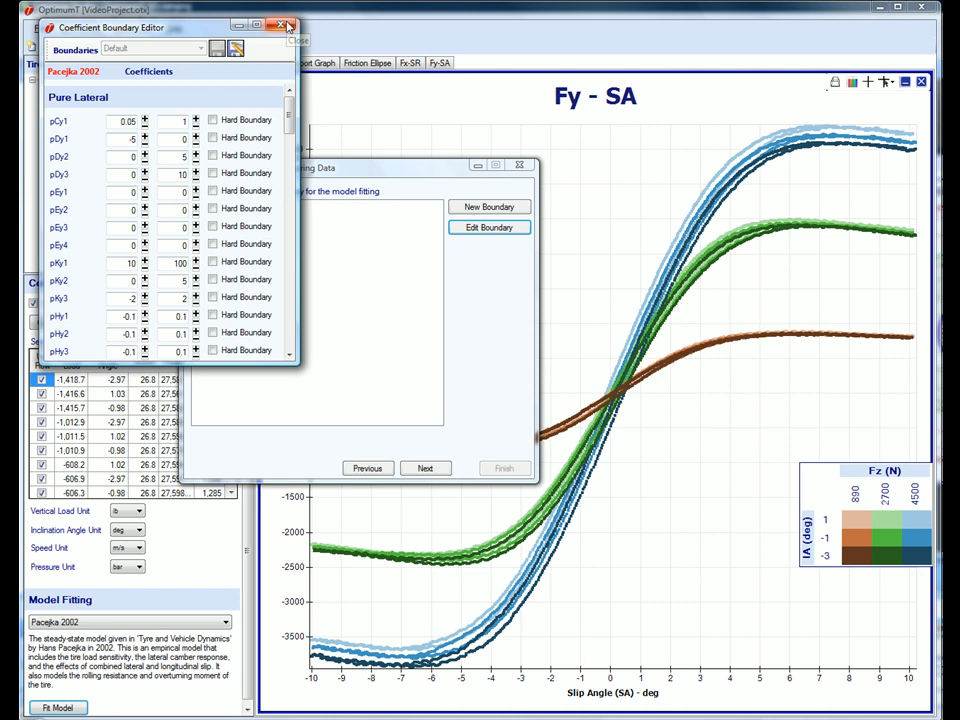 OptimumT [VideoProject.otx]
Coefficient Boundary Editor
Close
Boundaries
Default
Pacejka 2002
Coefficients
Pure Lateral
pCy1 0.05 1 Hard Boundary
pDy1 -5 0 Hard Boundary
pDy2 0 5 Hard Boundary
pDy3 0 10 Hard Boundary
pEy1 0 0 Hard Boundary
pEy2 0 0 Hard Boundary
pEy3 0 0 Hard Boundary
pEy4 0 0 Hard Boundary
pKy1 10 100 Hard Boundary
pKy2 0 5 Hard Boundary
pKy3 -2 2 Hard Boundary
pHy1 -0.1 0.1 Hard Boundary
pHy2 -0.1 0.1 Hard Boundary
pHy3 -0.1 0.1 Hard Boundary
ort Graph
Friction Ellipse
Fx-SR
Fy-SA
Fy - SA
ring Data
y for the model fitting
New Boundary
Edit Boundary
Previous
Next
Finish
-1,418.7 -2.97 26.8 27,58
-1,416.6 1.03 26.8
-1,415.7 -0.98 26.8
-1,012.9 -2.97 26.8
-1,011.5 1.02 26.8
-1,010.9 -0.98 26.8
-608.2 1.02 26.8
-606.9 -2.97 26.8
-606.3 -0.98 26.8 27,598... 1,285
Vertical Load Unit lb
Inclination Angle Unit deg
Speed Unit m/s
Pressure Unit bar
Model Fitting
Pacejka 2002
The steady-state model given in 'Tyre and Vehicle Dynamics'
by Hans Pacejka in 2002. This is an empirical model that
includes the tire load sensitivity, the lateral camber response,
and the effects of combined lateral and longitudinal slip. It
also models the rolling resistance and overturning moment of
the tire.
Fit Model
-1500
-2000
-2500
-3000
-3500
-10 -9 -8 -7 -6 -5 -4 -3 -2 -1 0 1 2 3 4 5 6 7 8 9 10
Slip Angle (SA) - deg
Fz (N)
890
2700
4500
IA (deg)
1
-1
-3